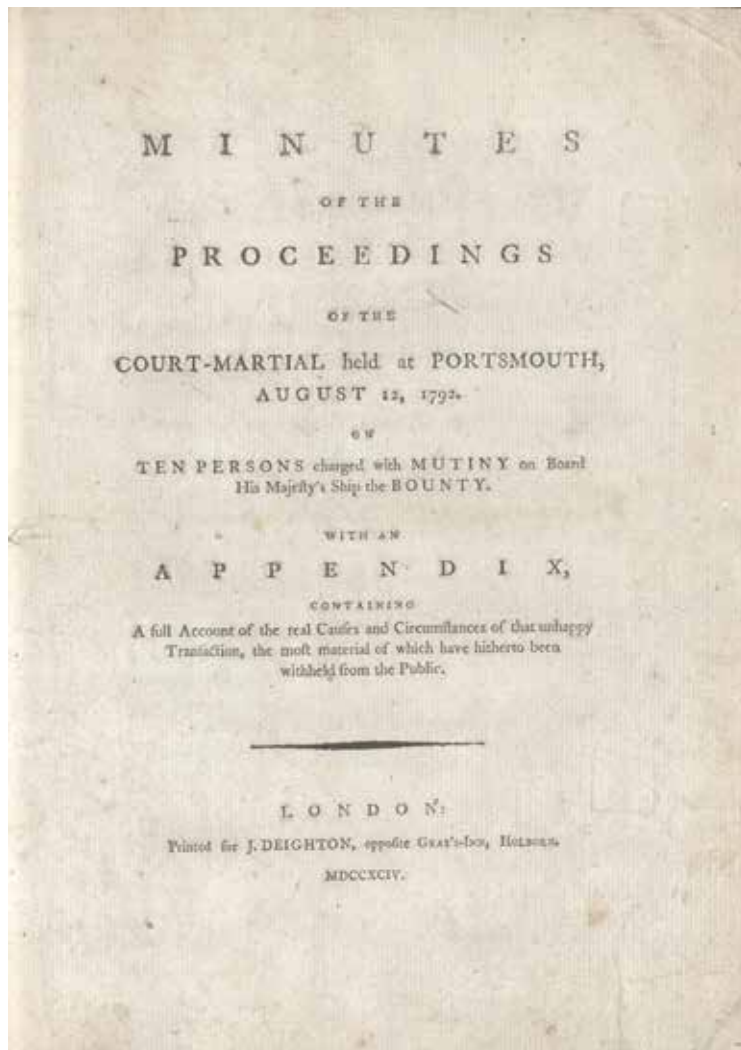 MINUTES
OF THE
PROCEEDINGS
OF THE
COURT-MARTIAL held at PORTSMOUTH,
AUGUST 12, 1792.
ON
TEN PERSONS charged with MUTINY on Board
His Majeſty's Ship the BOUNTY.
WITH AN
APPENDIX,
CONTAINING
A full Account of the real Cauſes and Circumſtances of that unhappy
Tranſaction, the moſt material of which have hitherto been
withheld from the Public.
LONDON:
Printed for J. DEIGHTON, oppoſite GRAY'S-INN, HOLBORN.
MDCCXCIV.